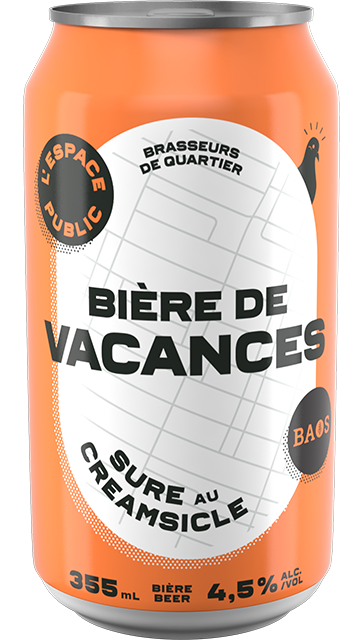 BRASSEURS
DE QUARTIER
L'ESPACE
PUBLIC
BIÈRE DE
VACANCES
BAOS
SURE AU
CREAMSICLE
355 mL
BIÈRE
BEER
4,5% ALC.
/VOL